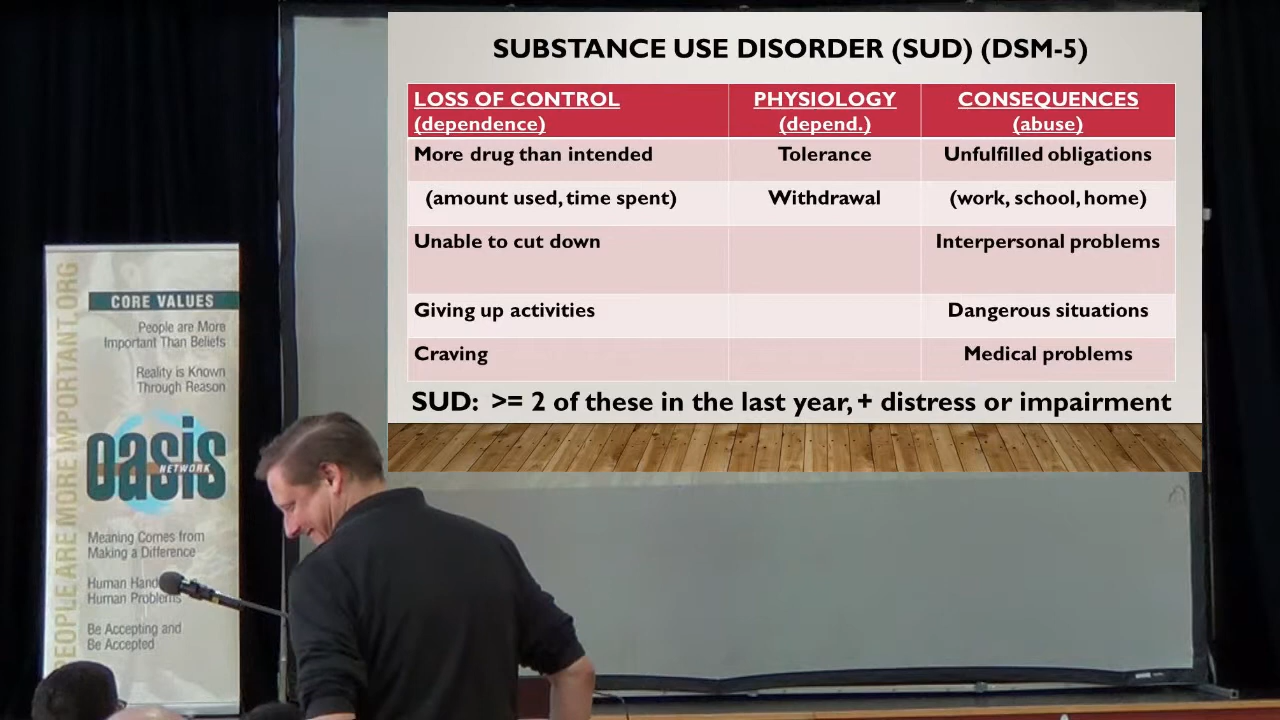 SUBSTANCE USE DISORDER (SUD) (DSM-5)
LOSS OF CONTROL
(dependence)
PHYSIOLOGY
(depend.)
CONSEQUENCES
(abuse)
More drug than intended
Tolerance
Unfulfilled obligations
(amount used, time spent)
Withdrawal
(work, school, home)
Unable to cut down
Interpersonal problems
Giving up activities
Dangerous situations
Craving
Medical problems
SUD: >= 2 of these in the last year, + distress or impairment
PEOPLE ARE MORE IMPORTANT.ORG
CORE VALUES
People are More
Important Than Beliefs
Reality is Known
Through Reason
oasis
NETWORK
Meaning Comes from
Making a Difference
Human
Human Problems
Be Accepting and
Be Accepted